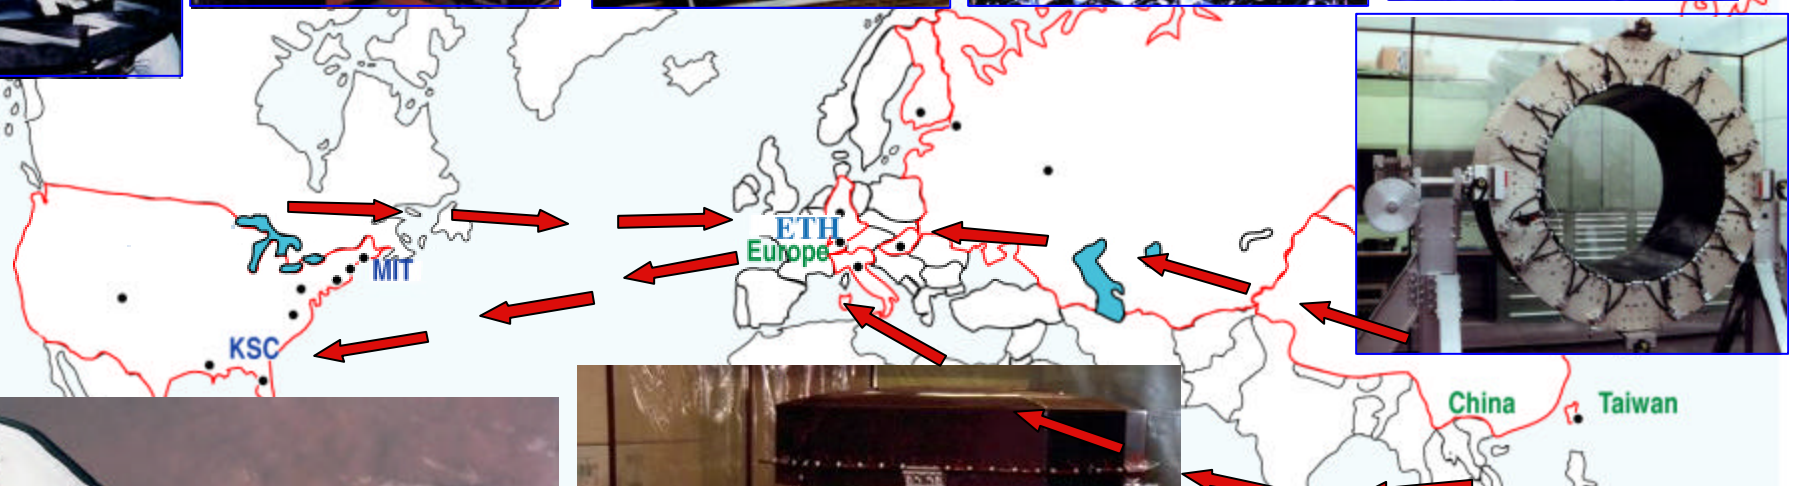 ETH
Europe
MIT
KSC
China
Taiwan